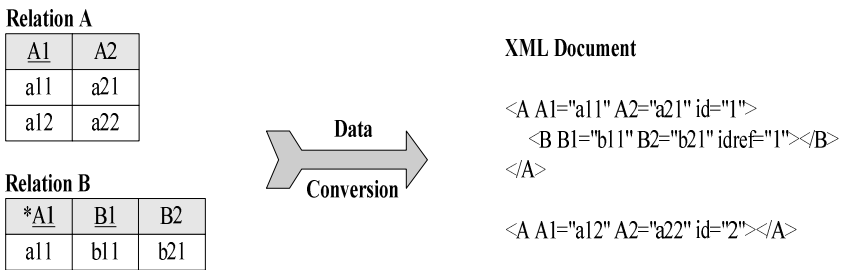 Relation A
A1 A2
a11 a21
a12 a22
Relation B
*A1 B1 B2
a11 b11 b21
Data
Conversion
XML Document
<A A1="a11" A2="a21" id="1">
<B B1="b11" B2="b21" idref="1"></B>
</A>
<A A1="a12" A2="a22" id="2"></A>